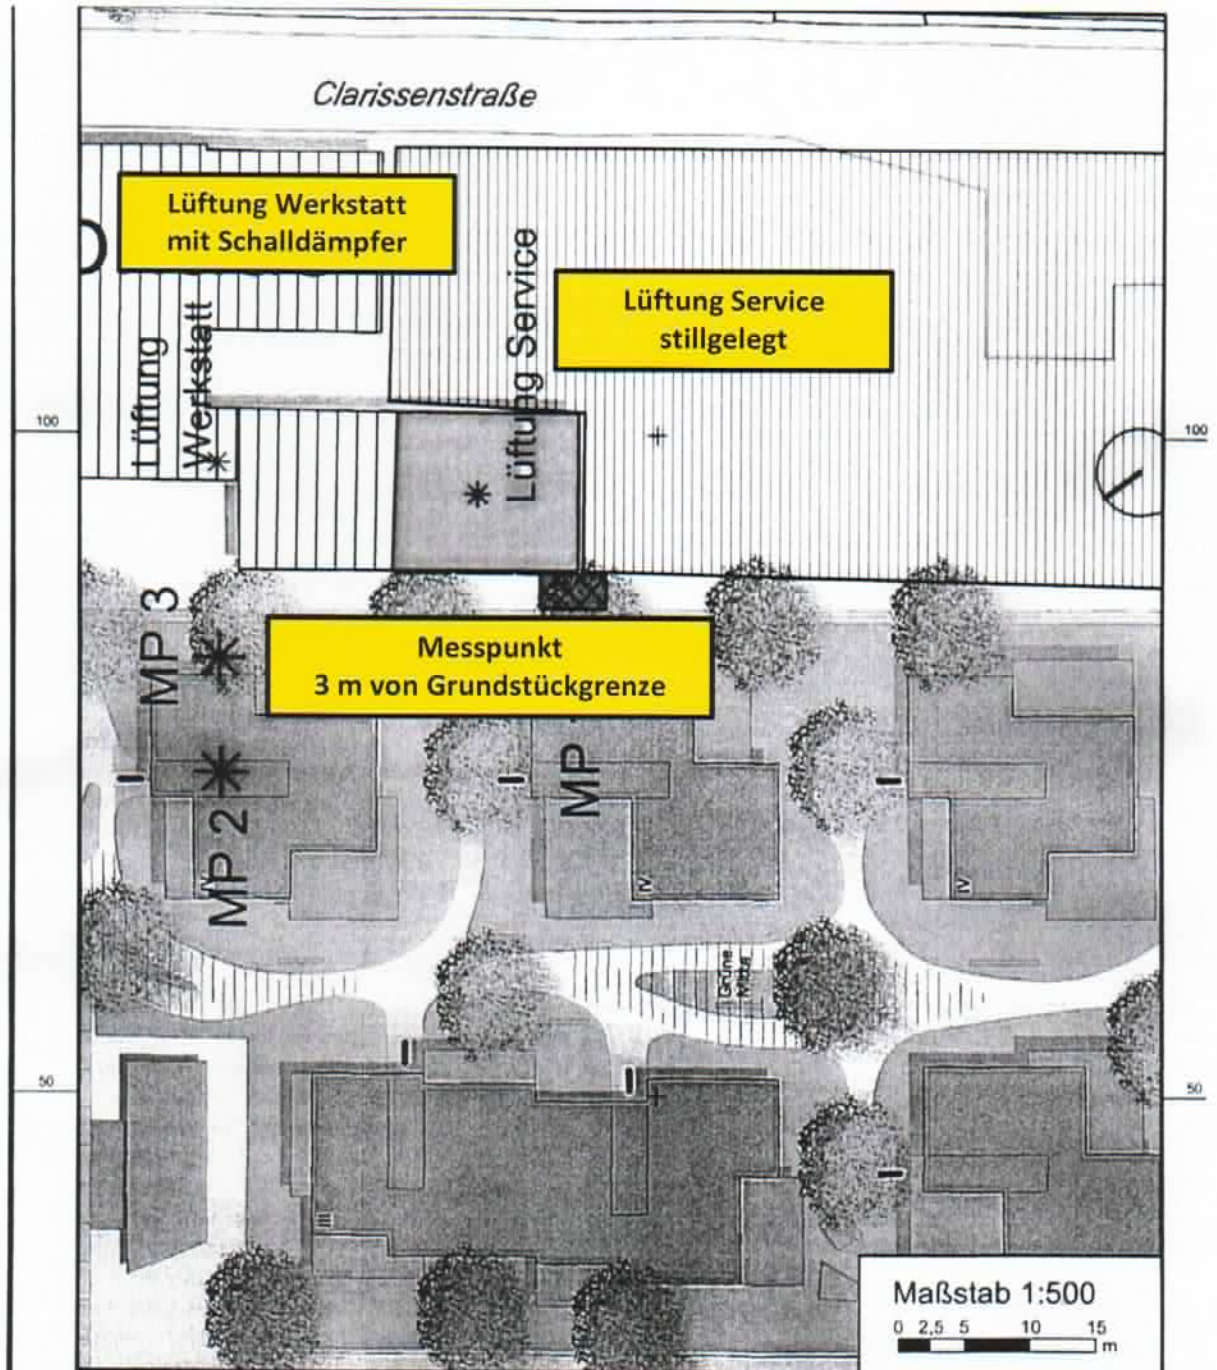 Clarissenstraße
Lüftung Werkstatt
mit Schalldämpfer
Lüftung Service
Lüftung Service
stillgelegt
Lüftung
Werkstatt
100
100
MP 3
Messpunkt
3 m von Grundstückgrenze
MP 2
MP
IV
IV
Grüne
Mitte
50
50
III
Maßstab 1:500
0 2,5 5 10 15
m